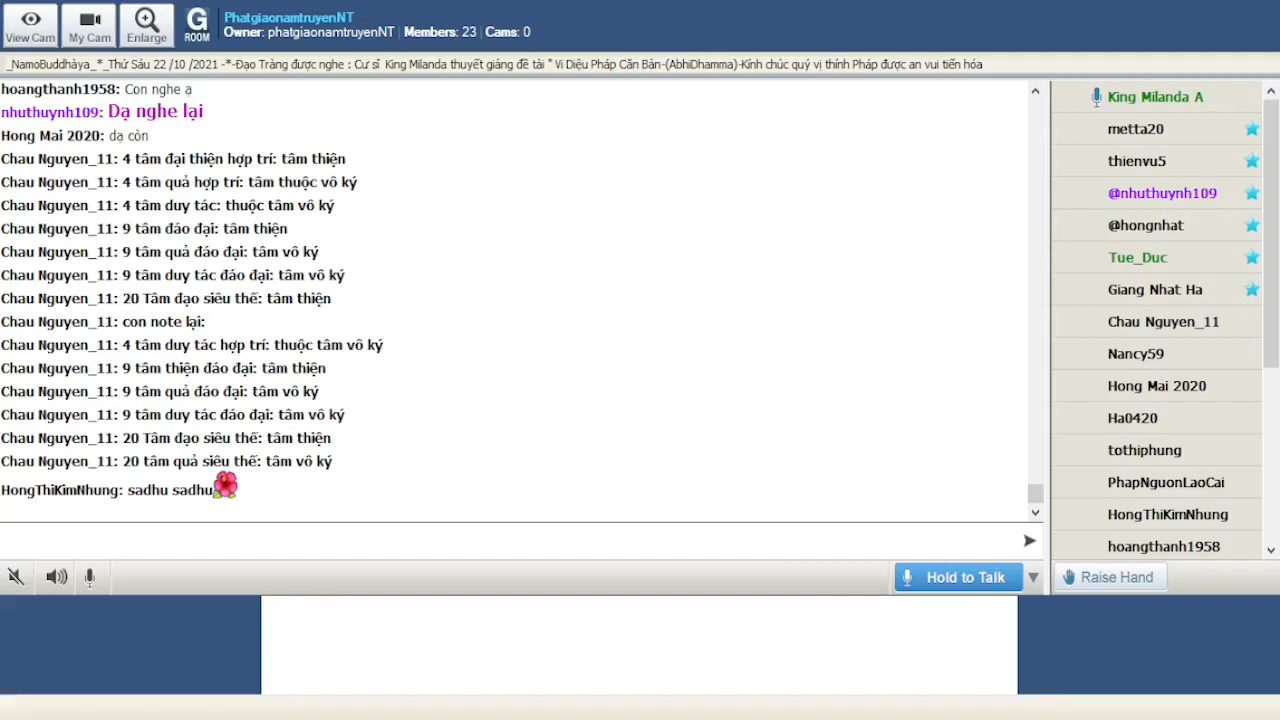 View Cam
My Cam
Enlarge
G
ROOM
PhatgiaonamtruyenNT
Owner: phatgiaonamtruyenNT | Members: 23 | Cams: 0
_NamoBuddhàya_*_Thứ Sáu 22 /10 /2021 -*-Đạo Tràng được nghe : Cư sĩ King Milanda thuyết giảng đề tài " Vi Diệu Pháp Căn Bản-(AbhiDhamma)-Kính chúc quý vị thính Pháp được an vui tiến hóa
hoangthanh1958: Con nghe ạ
nhuthuynh109: Dạ nghe lại
Hong Mai 2020: dạ còn
Chau Nguyen_11: 4 tâm đại thiện hợp trí: tâm thiện
Chau Nguyen_11: 4 tâm quả hợp trí: tâm thuộc vô ký
Chau Nguyen_11: 4 tâm duy tác: thuộc tâm vô ký
Chau Nguyen_11: 9 tâm đáo đại: tâm thiện
Chau Nguyen_11: 9 tâm quả đáo đại: tâm vô ký
Chau Nguyen_11: 9 tâm duy tác đáo đại: tâm vô ký
Chau Nguyen_11: 20 Tâm đạo siêu thế: tâm thiện
Chau Nguyen_11: con note lại:
Chau Nguyen_11: 4 tâm duy tác hợp trí: thuộc tâm vô ký
Chau Nguyen_11: 9 tâm thiện đáo đại: tâm thiện
Chau Nguyen_11: 9 tâm quả đáo đại: tâm vô ký
Chau Nguyen_11: 9 tâm duy tác đáo đại: tâm vô ký
Chau Nguyen_11: 20 Tâm đạo siêu thế: tâm thiện
Chau Nguyen_11: 20 tâm quả siêu thế: tâm vô ký
HongThiKimNhung: sadhu sadhu
King Milanda A
metta20
thienvu5
@nhuthuynh109
@hongnhat
Tue_Duc
Giang Nhat Ha
Chau Nguyen_11
Nancy59
Hong Mai 2020
Ha0420
tothiphung
PhapNguonLaoCai
HongThiKimNhung
hoangthanh1958
Hold to Talk
Raise Hand